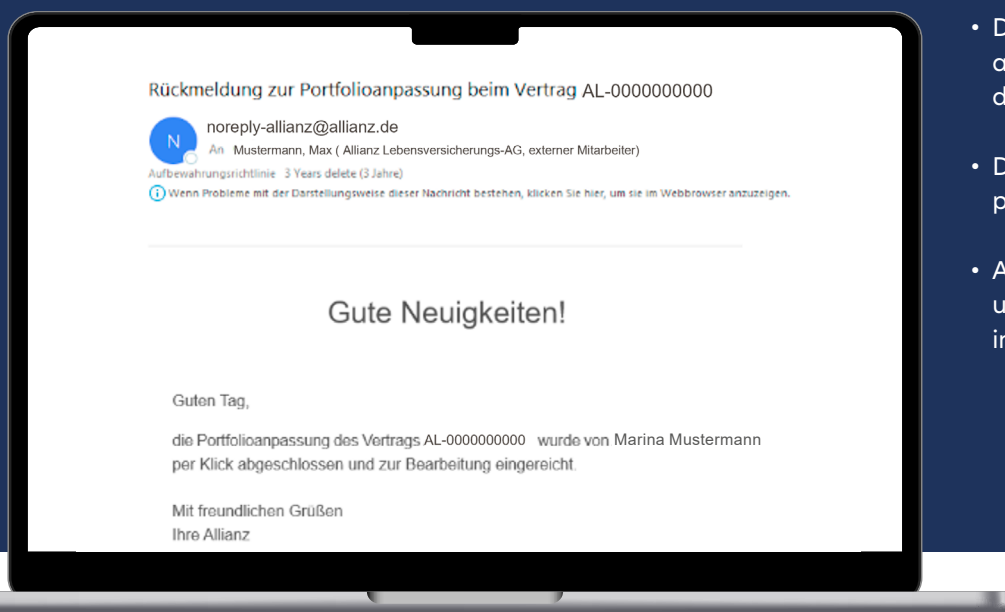 Rückmeldung zur Portfolioanpassung beim Vertrag AL-0000000000
noreply-allianz@allianz.de
N
An Mustermann, Max ( Allianz Lebensversicherungs-AG, externer Mitarbeiter)
Aufbewahrungsrichtlinie 3 Years delete (3 Jahre)
Wenn Probleme mit der Darstellungsweise dieser Nachricht bestehen, klicken Sie hier, um sie im Webbrowser anzuzeigen.
Gute Neuigkeiten!
Guten Tag,
die Portfolioanpassung des Vertrags AL-0000000000 wurde von Marina Mustermann
per Klick abgeschlossen und zur Bearbeitung eingereicht.
Mit freundlichen Grüßen
Ihre Allianz